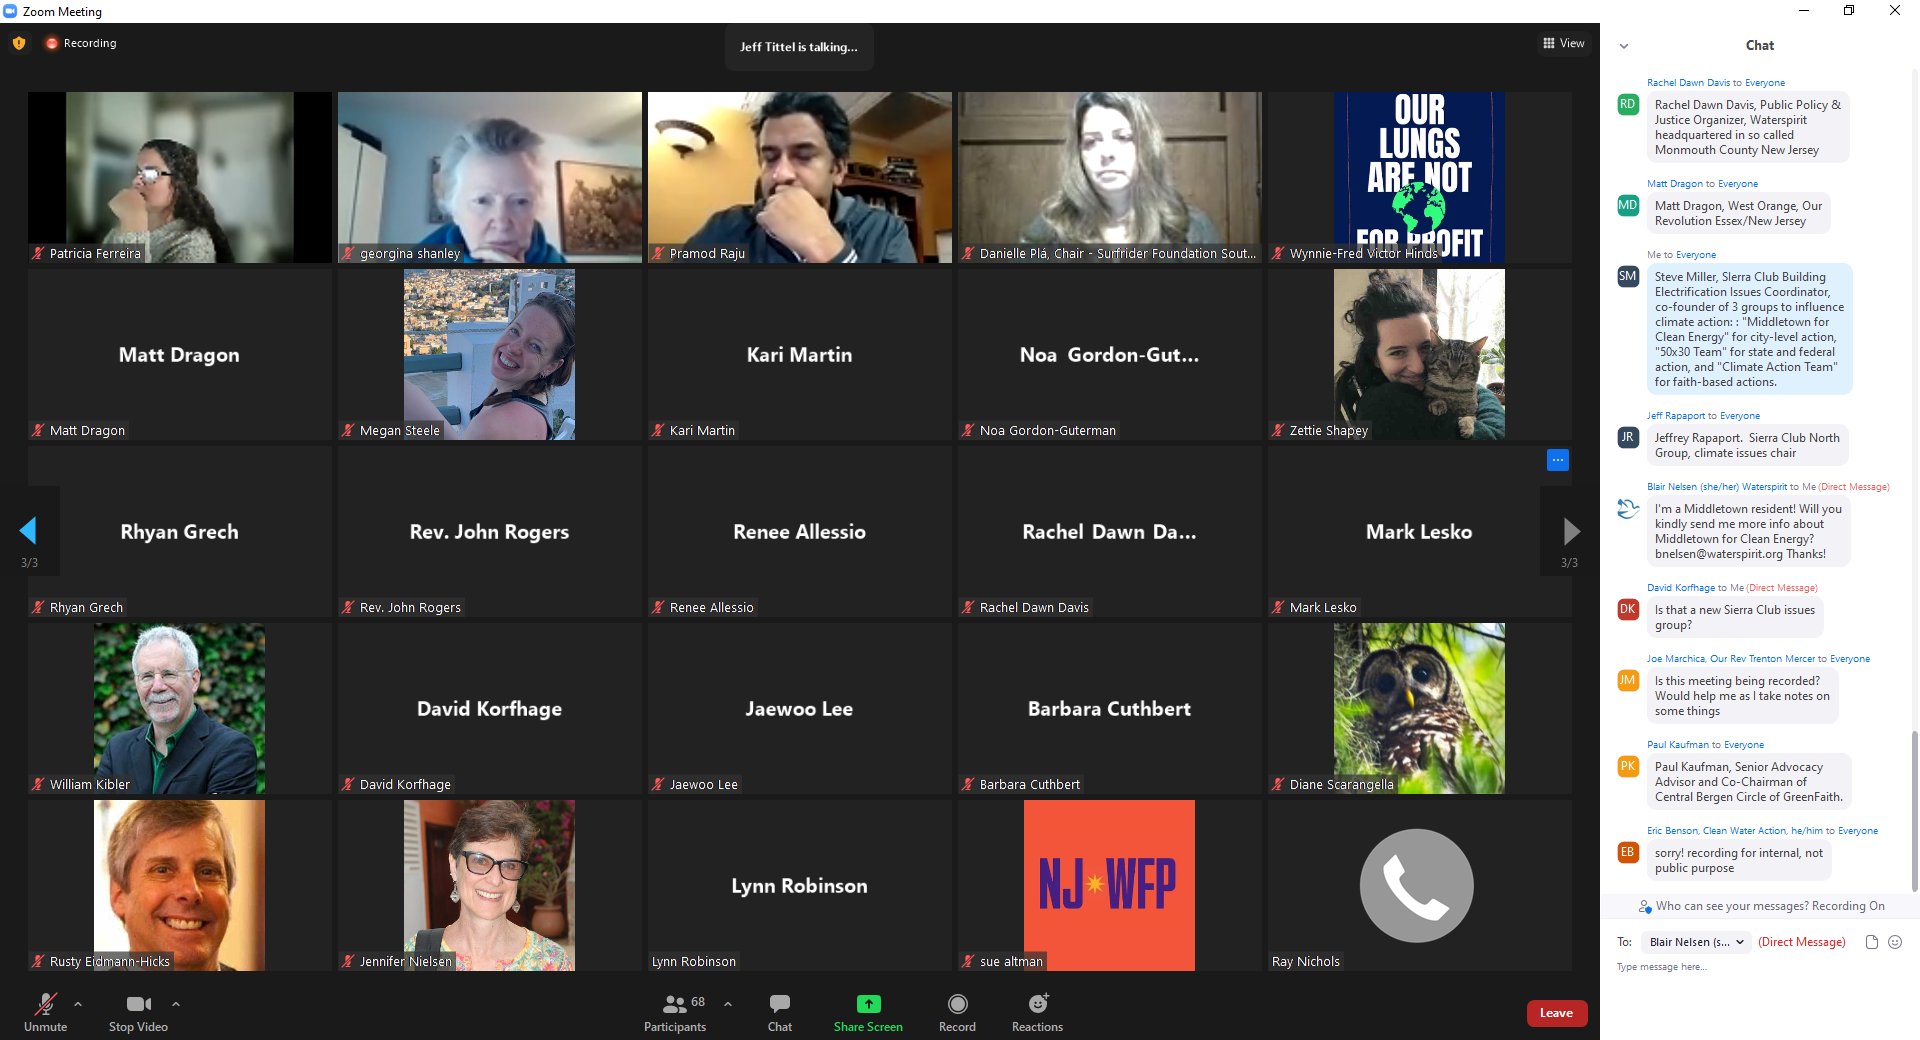 Zoom Meeting
Recording
Jeff Tittel is talking...
View
Patricia Ferreira
georgina shanley
Pramod Raju
Danielle Plá, Chair - Surfrider Foundation Sout...
OUR
LUNGS
ARE NOT
FOR PROFIT
Wynnie-Fred Victor Hinds
Matt Dragon
Matt Dragon
Megan Steele
Kari Martin
Kari Martin
Noa Gordon-Gut...
Noa Gordon-Guterman
Zettie Shapey
3/3
Rhyan Grech
Rhyan Grech
Rev. John Rogers
Rev. John Rogers
Renee Allessio
Renee Allessio
Rachel Dawn Da...
Rachel Dawn Davis
...
Mark Lesko
Mark Lesko
3/3
William Kibler
David Korfhage
David Korfhage
Jaewoo Lee
Jaewoo Lee
Barbara Cuthbert
Barbara Cuthbert
Diane Scarangella
Rusty Eidmann-Hicks
Jennifer Nielsen
Lynn Robinson
Lynn Robinson
NJ WFP
sue altman
Ray Nichols
Unmute
Stop Video
68
Participants
Chat
Share Screen
Record
Reactions
Leave
Chat
Rachel Dawn Davis to Everyone
RD
Rachel Dawn Davis, Public Policy &
Justice Organizer, Waterspirit
headquartered in so called
Monmouth County New Jersey
Matt Dragon to Everyone
MD
Matt Dragon, West Orange, Our
Revolution Essex/New Jersey
Me to Everyone
SM
Steve Miller, SIerra Club Building
Electrification Issues Coordinator,
co-founder of 3 groups to influence
climate action: : "Middletown for
Clean Energy" for city-level action,
"50x30 Team" for state and federal
action, and "Climate Action Team"
for faith-based actions.
Jeff Rapaport to Everyone
JR
Jeffrey Rapaport. Sierra Club North
Group, climate issues chair
Blair Nelsen (she/her) Waterspirit to Me (Direct Message)
I'm a Middletown resident! Will you
kindly send me more info about
Middletown for Clean Energy?
bnelsen@waterspirit.org Thanks!
David Korfhage to Me (Direct Message)
DK
Is that a new Sierra Club issues
group?
Joe Marchica, Our Rev Trenton Mercer to Everyone
JM
Is this meeting being recorded?
Would help me as I take notes on
some things
Paul Kaufman to Everyone
PK
Paul Kaufman, Senior Advocacy
Advisor and Co-Chairman of
Central Bergen Circle of GreenFaith.
Eric Benson, Clean Water Action, he/him to Everyone
EB
sorry! recording for internal, not
public purpose
Who can see your messages? Recording On
To: Blair Nelsen (s... (Direct Message)
Type message here...